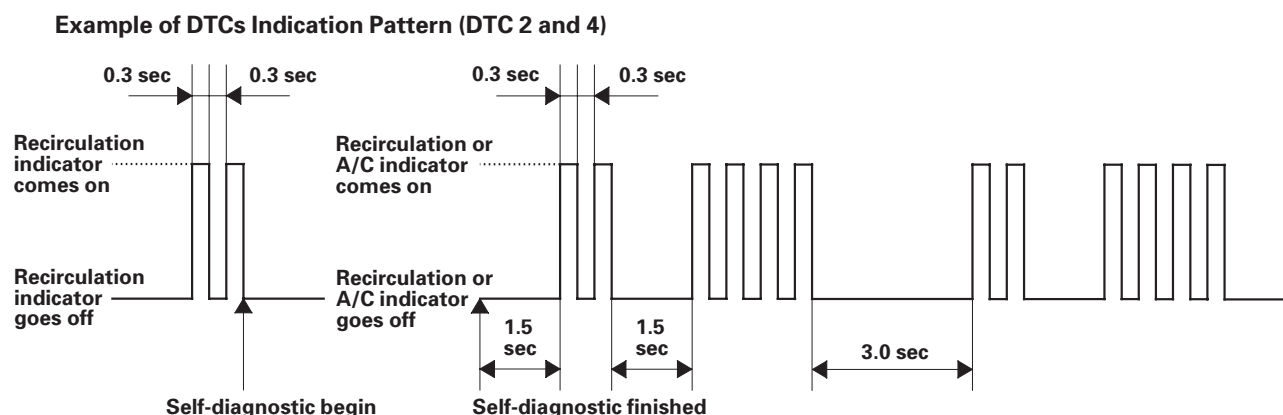 Example of DTCs Indication Pattern (DTC 2 and 4)
0.3 sec
0.3 sec
0.3 sec
0.3 sec
Recirculation
indicator
comes on
Recirculation or
A/C indicator
comes on
Recirculation
indicator
goes off
Recirculation or
A/C indicator
goes off
1.5
sec
1.5
sec
3.0 sec
Self-diagnostic begin
Self-diagnostic finished